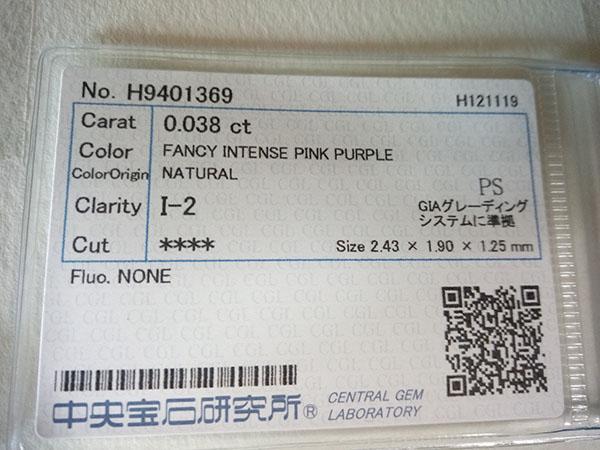 No. H9401369
H121119
Carat 0.038 ct
Color FANCY INTENSE PINK PURPLE
ColorOrigin NATURAL
PS
Clarity I-2
GIAグレーディング
システムに準拠
Cut ****
Size 2.43 × 1.90 × 1.25 mm
Fluo. NONE
中央宝石研究所®
CENTRAL GEM
LABORATORY